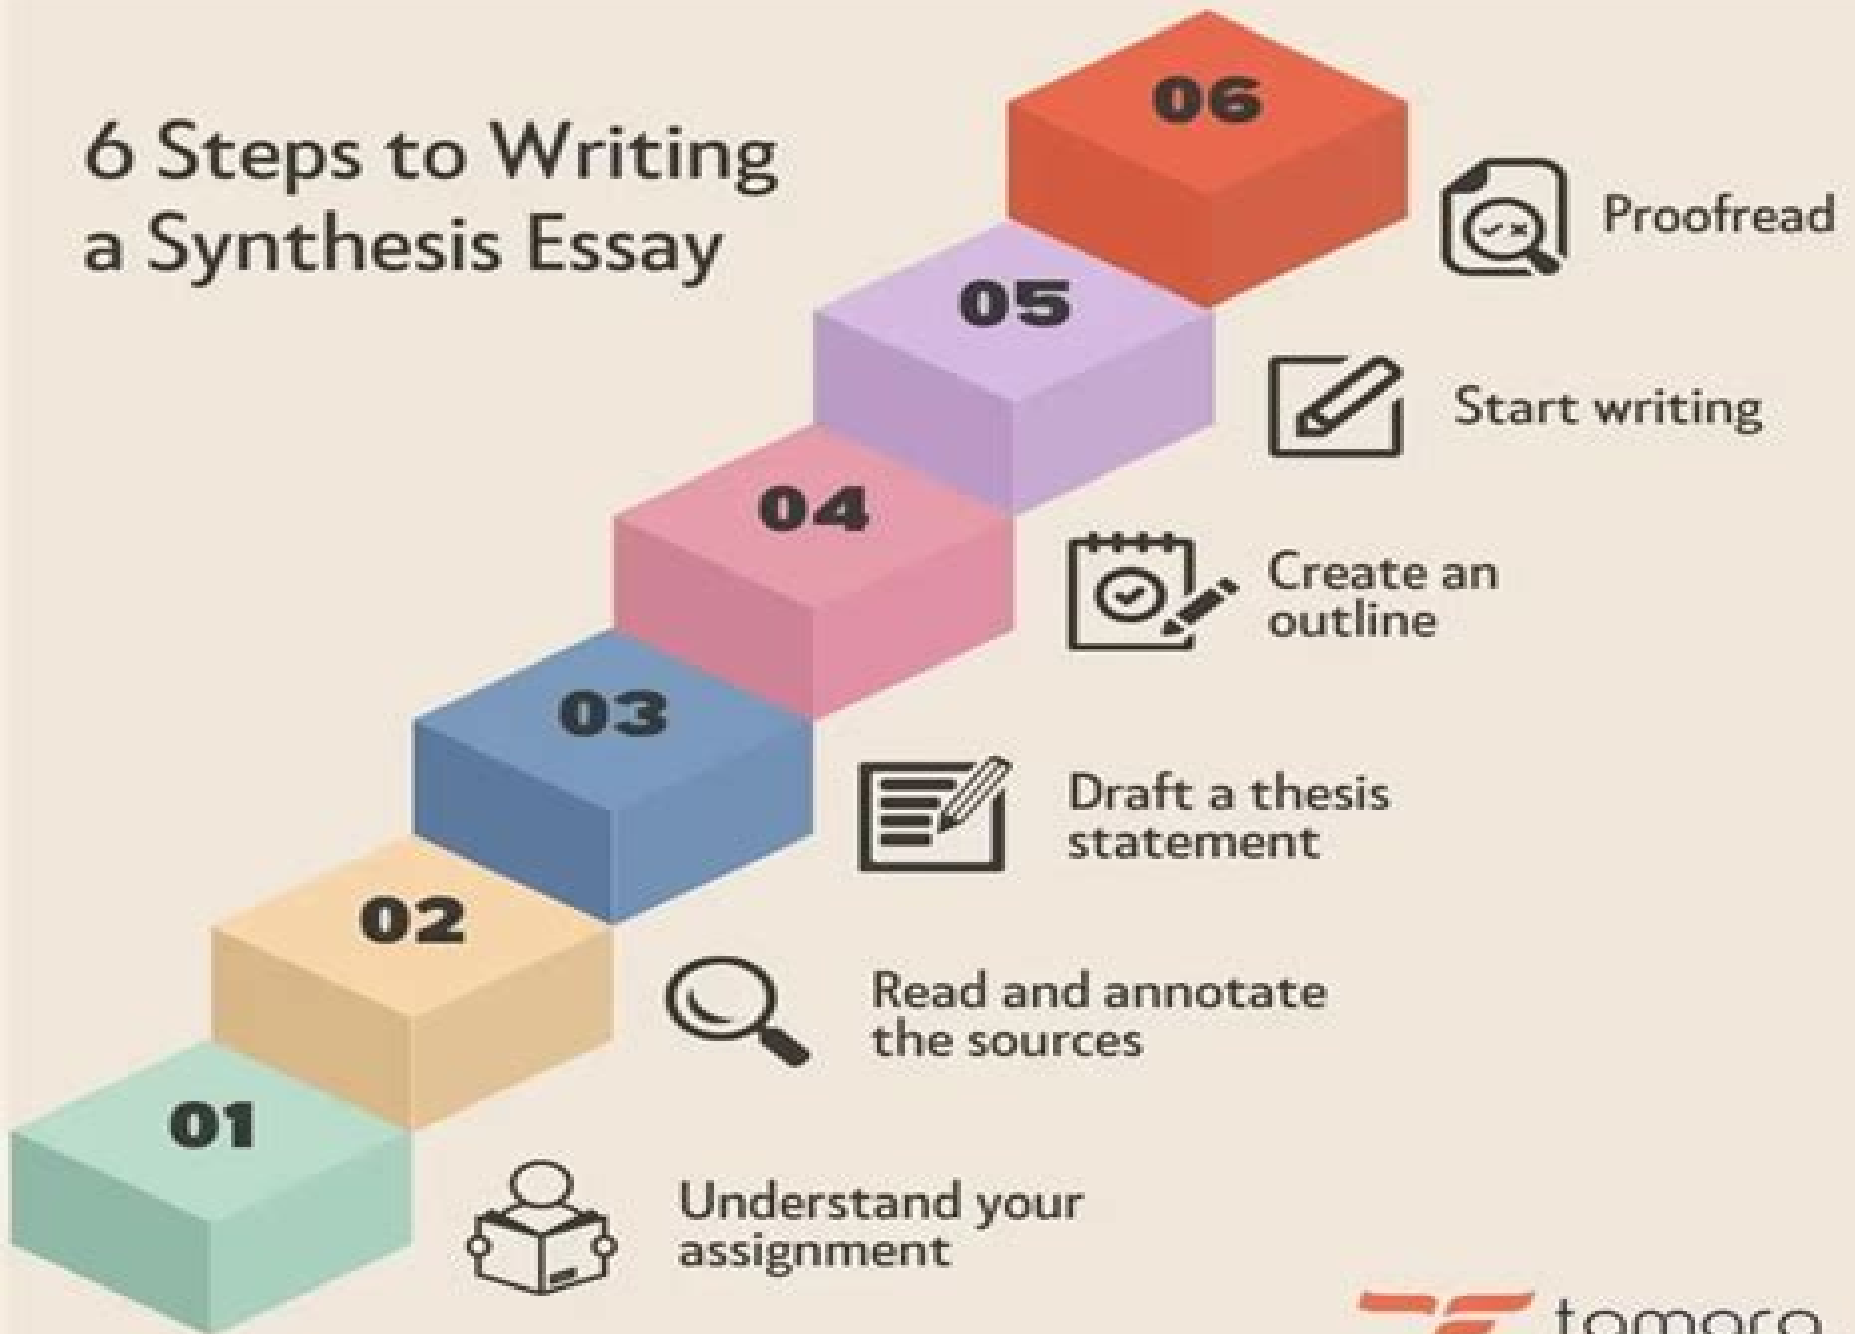 6 Steps to Writing
a Synthesis Essay
06
Proofread
05
Start writing
04
Create an
outline
03
Draft a thesis
statement
02
Read and annotate
the sources
01
Understand your
assignment